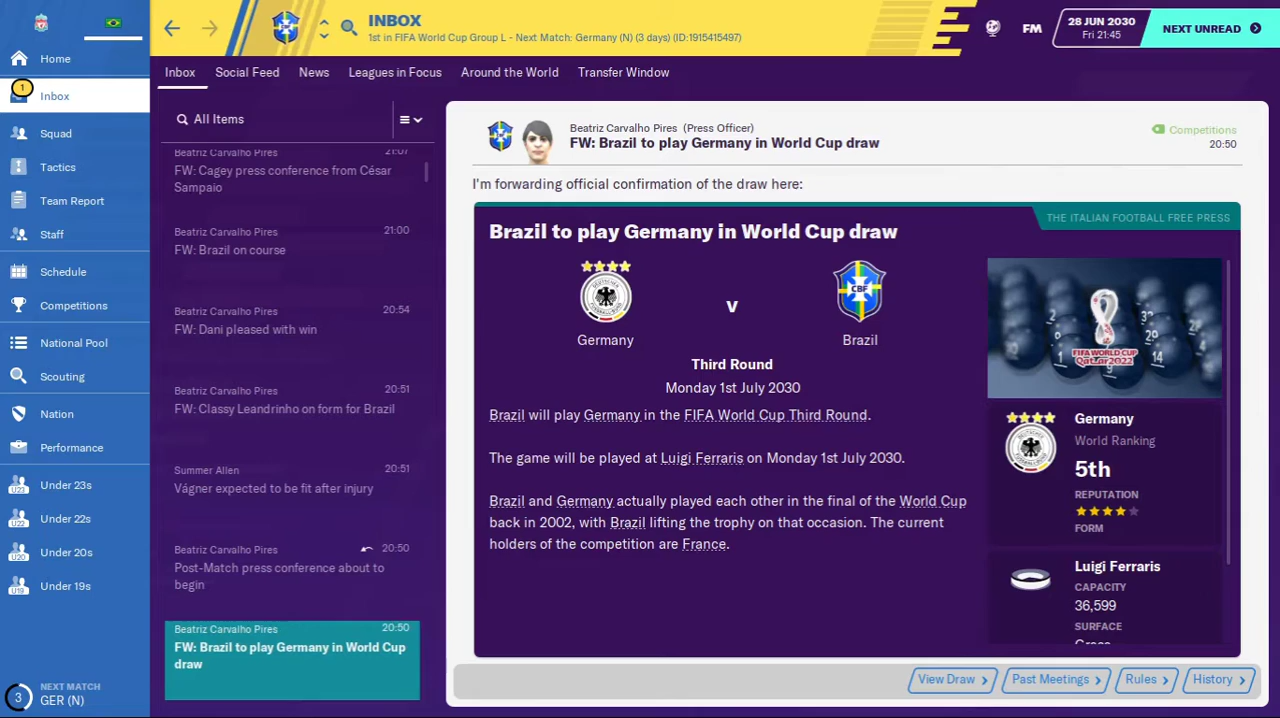 INBOX
1st in FIFA World Cup Group L - Next Match: Germany (N) (3 days) (ID:1915415497)
FM
28 JUN 2030
Fri 21:45
NEXT UNREAD
Home
1
Inbox
Squad
Tactics
Team Report
Staff
Schedule
Competitions
National Pool
Scouting
Nation
Performance
U23 Under 23s
U22 Under 22s
U20 Under 20s
U19 Under 19s
3
NEXT MATCH
GER (N)
Inbox Social Feed News Leagues in Focus Around the World Transfer Window
All Items
Beatriz Carvalho Pires 21:07
FW: Cagey press conference from César
Sampaio
Beatriz Carvalho Pires 21:00
FW: Brazil on course
Beatriz Carvalho Pires 20:54
FW: Dani pleased with win
Beatriz Carvalho Pires 20:51
FW: Classy Leandrinho on form for Brazil
Summer Allen 20:51
Vágner expected to be fit after injury
Beatriz Carvalho Pires 20:50
Post-Match press conference about to
begin
Beatriz Carvalho Pires 20:50
FW: Brazil to play Germany in World Cup
draw
Beatriz Carvalho Pires (Press Officer)
FW: Brazil to play Germany in World Cup draw
Competitions
20:50
I'm forwarding official confirmation of the draw here:
THE ITALIAN FOOTBALL FREE PRESS
Brazil to play Germany in World Cup draw
CBF
v
Germany Brazil
Third Round
Monday 1st July 2030
Brazil will play Germany in the FIFA World Cup Third Round.
The game will be played at Luigi Ferraris on Monday 1st July 2030.
Brazil and Germany actually played each other in the final of the World Cup
back in 2002, with Brazil lifting the trophy on that occasion. The current
holders of the competition are France.
FIFA WORLD CUP
Qatar2022
Germany
World Ranking
5th
REPUTATION
FORM
Luigi Ferraris
CAPACITY
36,599
SURFACE
Grass
View Draw
Past Meetings
Rules
History